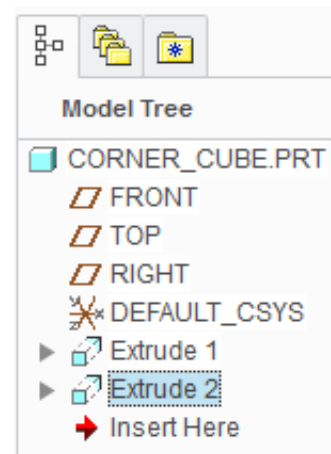 Model Tree
CORNER_CUBE.PRT
FRONT
TOP
RIGHT
DEFAULT_CSYS
Extrude 1
Extrude 2
Insert Here